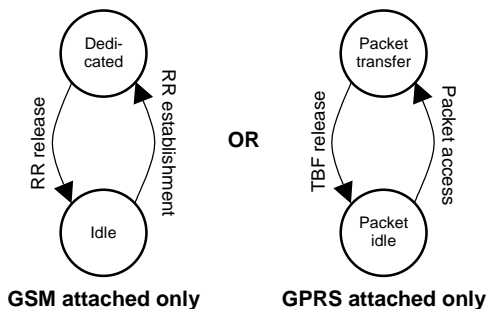 Dedi-
cated
RR release
RR establishment
Idle
GSM attached only
OR
Packet
transfer
TBF release
Packet access
Packet
idle
GPRS attached only